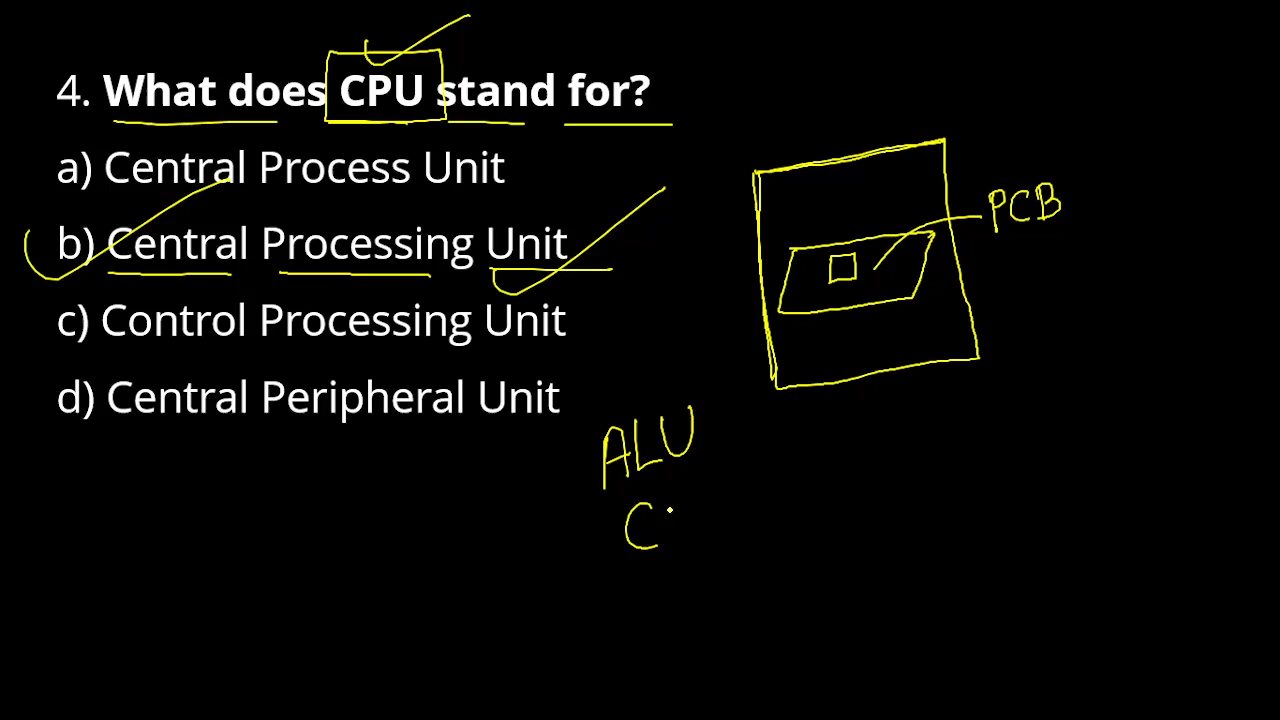 4. What does CPU stand for?
a) Central Process Unit
b) Central Processing Unit
c) Control Processing Unit
d) Central Peripheral Unit
PCB
ALU
C